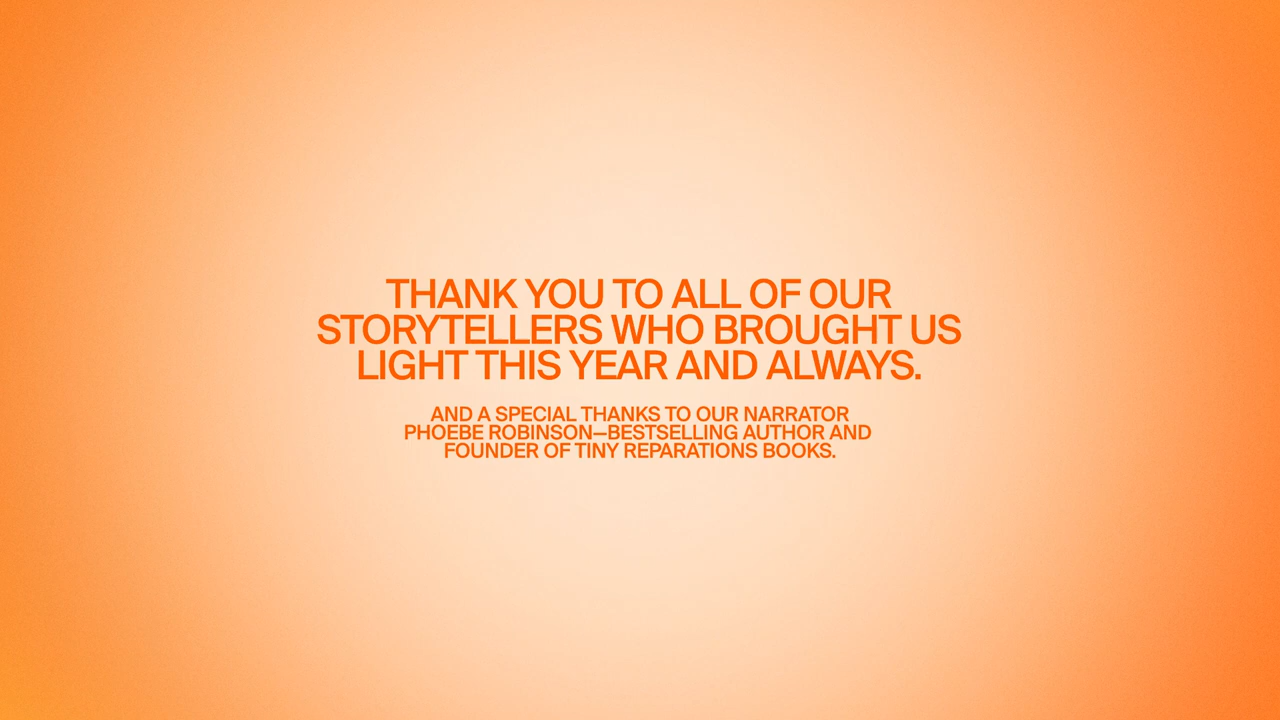 THANK YOU TO ALL OF OUR
STORYTELLERS WHO BROUGHT US
LIGHT THIS YEAR AND ALWAYS.
AND A SPECIAL THANKS TO OUR NARRATOR
PHOEBE ROBINSON—BESTSELLING AUTHOR AND
FOUNDER OF TINY REPARATIONS BOOKS.